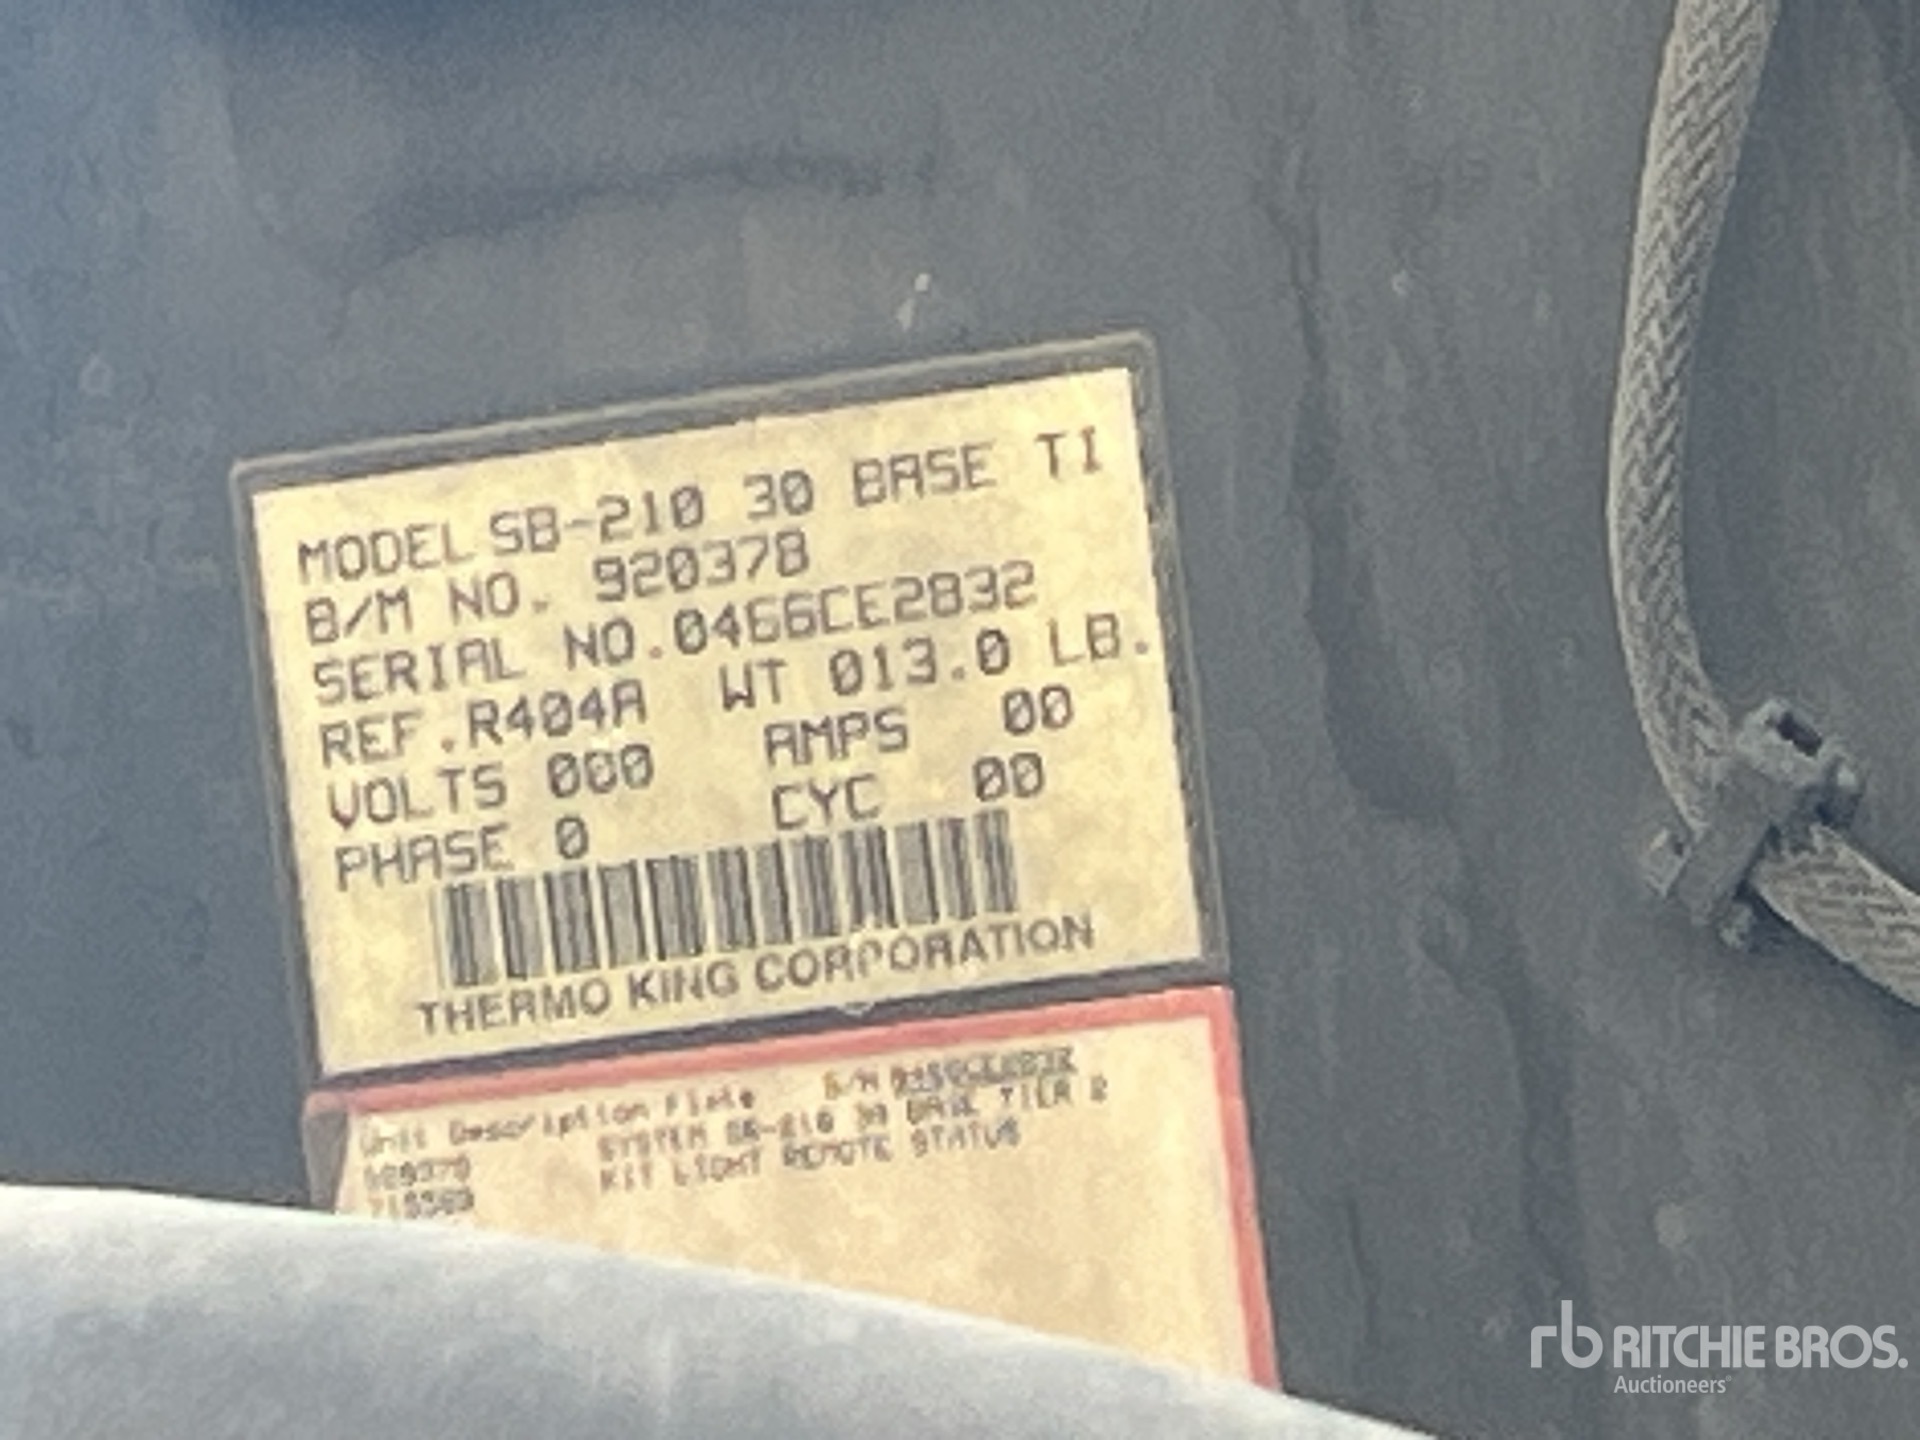 MODEL SB-210 30 BASE TI
B/M NO. 920378
SERIAL NO. 0466CE2832
REF. R404A WT 013.0 LB.
VOLTS 000 AMPS 00
PHASE 0 CYC 00
THERMO KING CORPORATION
Unit Description Plate S/N
SYSTEM SB-210 30 BASE TIER 2
KIT LIGHT REMOTE STATUS
rb RITCHIE BROS.
Auctioneers